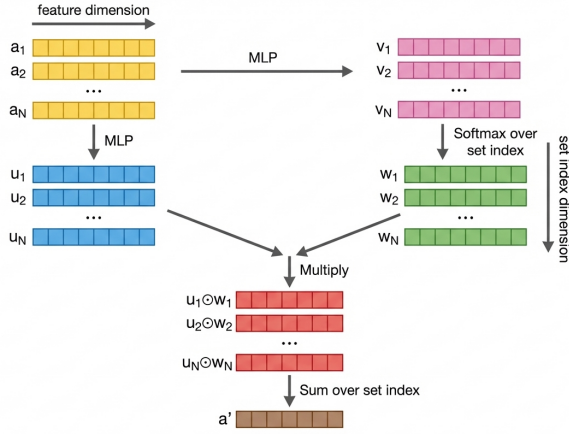 feature dimension
a1
a2
...
aN
MLP
v1
v2
...
vN
MLP
Softmax over
set index
set index dimension
u1
u2
...
uN
w1
w2
...
wN
Multiply
u1⊙w1
u2⊙w2
...
uN⊙wN
Sum over set index
a'